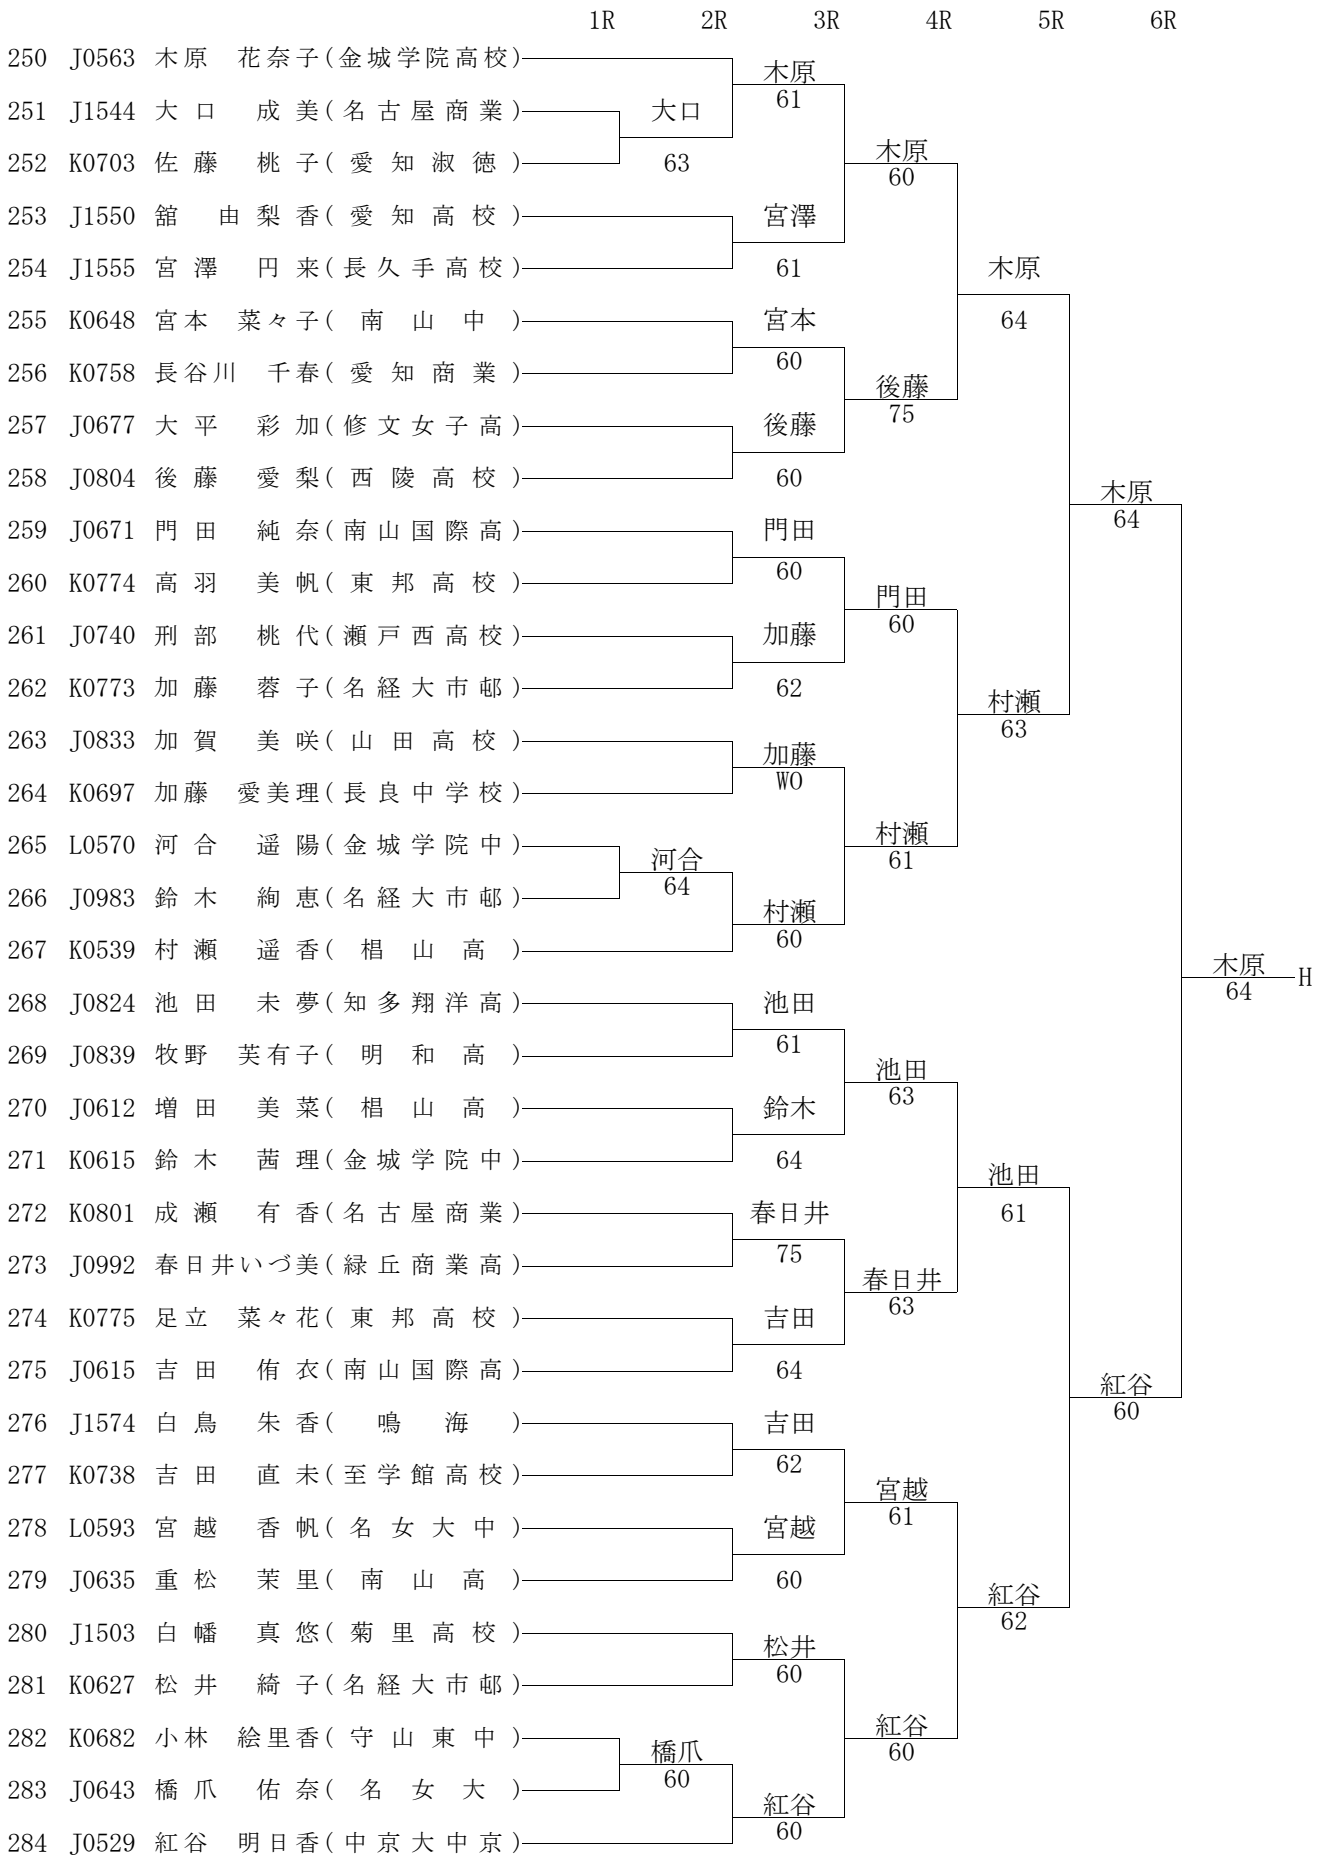 1R 2R 3R 4R 5R 6R
250 J0563 木原 花奈子(金城学院高校)
木原
61
251 J1544 大口 成美(名古屋商業)
大口
63
252 K0703 佐藤 桃子(愛知淑徳)
木原
60
253 J1550 舘 由梨香(愛知高校)
宮澤
61
254 J1555 宮澤 円来(長久手高校)
木原
64
255 K0648 宮本 菜々子(南山中)
宮本
60
256 K0758 長谷川 千春(愛知商業)
後藤
75
257 J0677 大平 彩加(修文女子高)
後藤
60
258 J0804 後藤 愛梨(西陵高校)
木原
64
259 J0671 門田 純奈(南山国際高)
門田
60
260 K0774 高羽 美帆(東邦高校)
門田
60
261 J0740 刑部 桃代(瀬戸西高校)
加藤
62
262 K0773 加藤 蓉子(名経大市邨)
村瀬
63
263 J0833 加賀 美咲(山田高校)
加藤
WO
264 K0697 加藤 愛美理(長良中学校)
村瀬
61
265 L0570 河合 遥陽(金城学院中)
河合
64
266 J0983 鈴木 絢恵(名経大市邨)
村瀬
60
267 K0539 村瀬 遥香(椙山高)
木原 H
64
268 J0824 池田 未夢(知多翔洋高)
池田
61
269 J0839 牧野 芙有子(明和高)
池田
63
270 J0612 増田 美菜(椙山高)
鈴木
64
271 K0615 鈴木 茜理(金城学院中)
池田
61
272 K0801 成瀬 有香(名古屋商業)
春日井
75
273 J0992 春日井いづ美(緑丘商業高)
春日井
63
274 K0775 足立 菜々花(東邦高校)
吉田
64
275 J0615 吉田 侑衣(南山国際高)
紅谷
60
276 J1574 白鳥 朱香(鳴海)
吉田
62
277 K0738 吉田 直未(至学館高校)
宮越
61
278 L0593 宮越 香帆(名女大中)
宮越
60
279 J0635 重松 茉里(南山高)
紅谷
62
280 J1503 白幡 真悠(菊里高校)
松井
60
281 K0627 松井 綺子(名経大市邨)
紅谷
60
282 K0682 小林 絵里香(守山東中)
橋爪
60
283 J0643 橋爪 佑奈(名女大)
紅谷
60
284 J0529 紅谷 明日香(中京大中京)